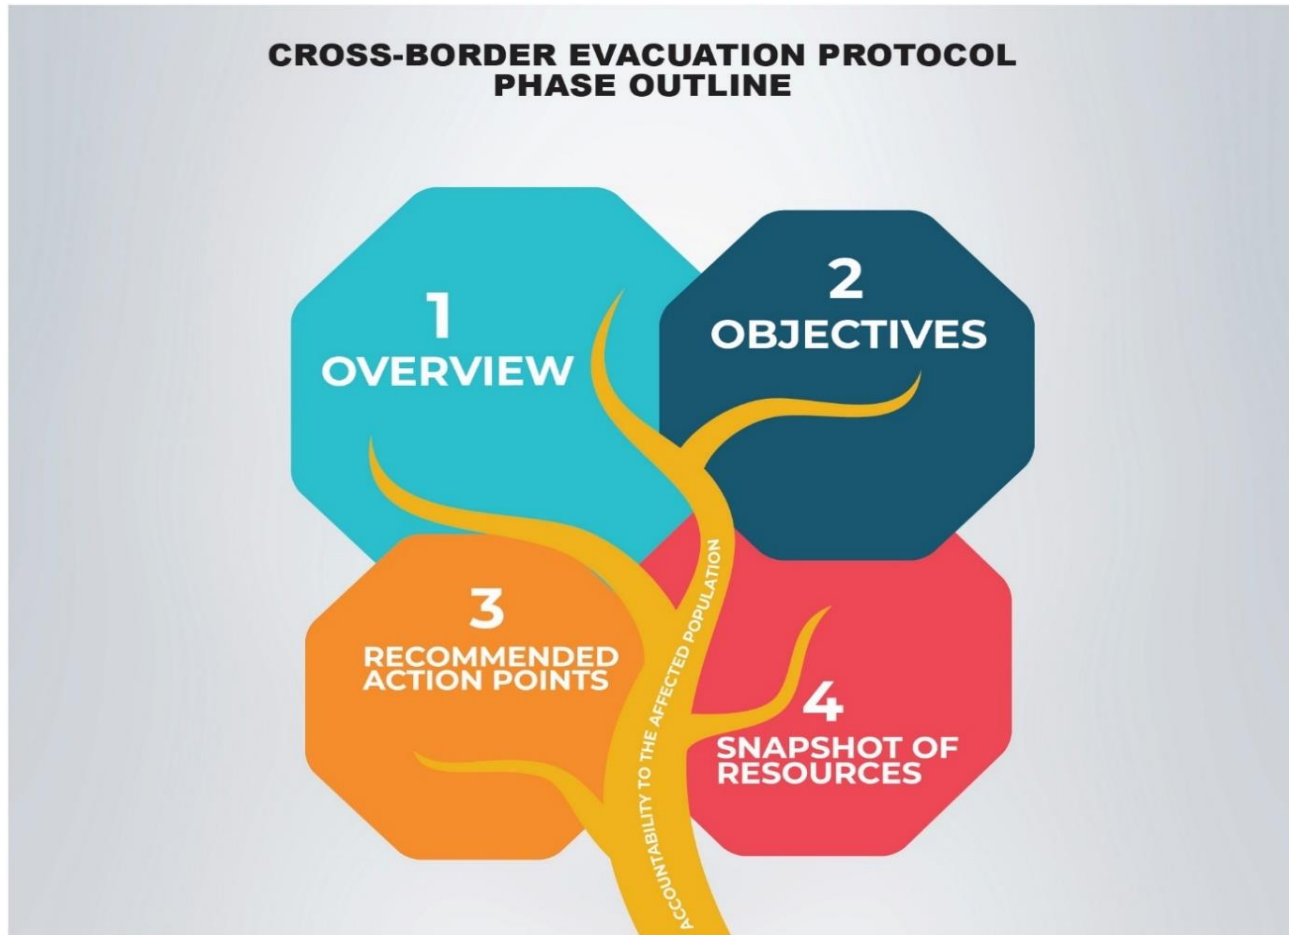 CROSS-BORDER EVACUATION PROTOCOL
PHASE OUTLINE
1
OVERVIEW
2
OBJECTIVES
3
RECOMMENDED
ACTION POINTS
4
SNAPSHOT OF
RESOURCES
ACCOUNTABILITY TO THE AFFECTED POPULATION